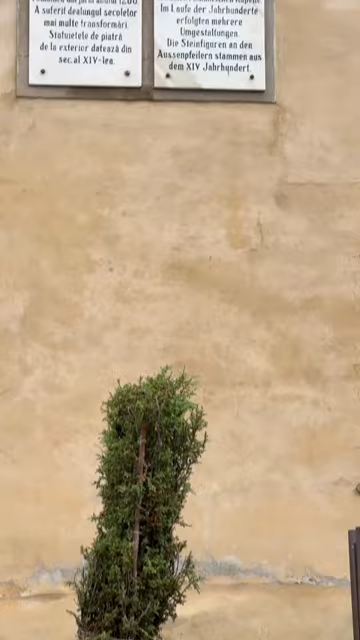 A suferit dealungul secolelor
mai multe transformări.
Statuietele de piatră
de la exterior datează din
sec. al XIV-lea.
Im Laufe der Jahrhunderte
erfolgten mehrere
Umgestaltungen.
Die Steinfiguren an den
Aussenpfeilern stammen aus
dem XIV Jahrhundert.